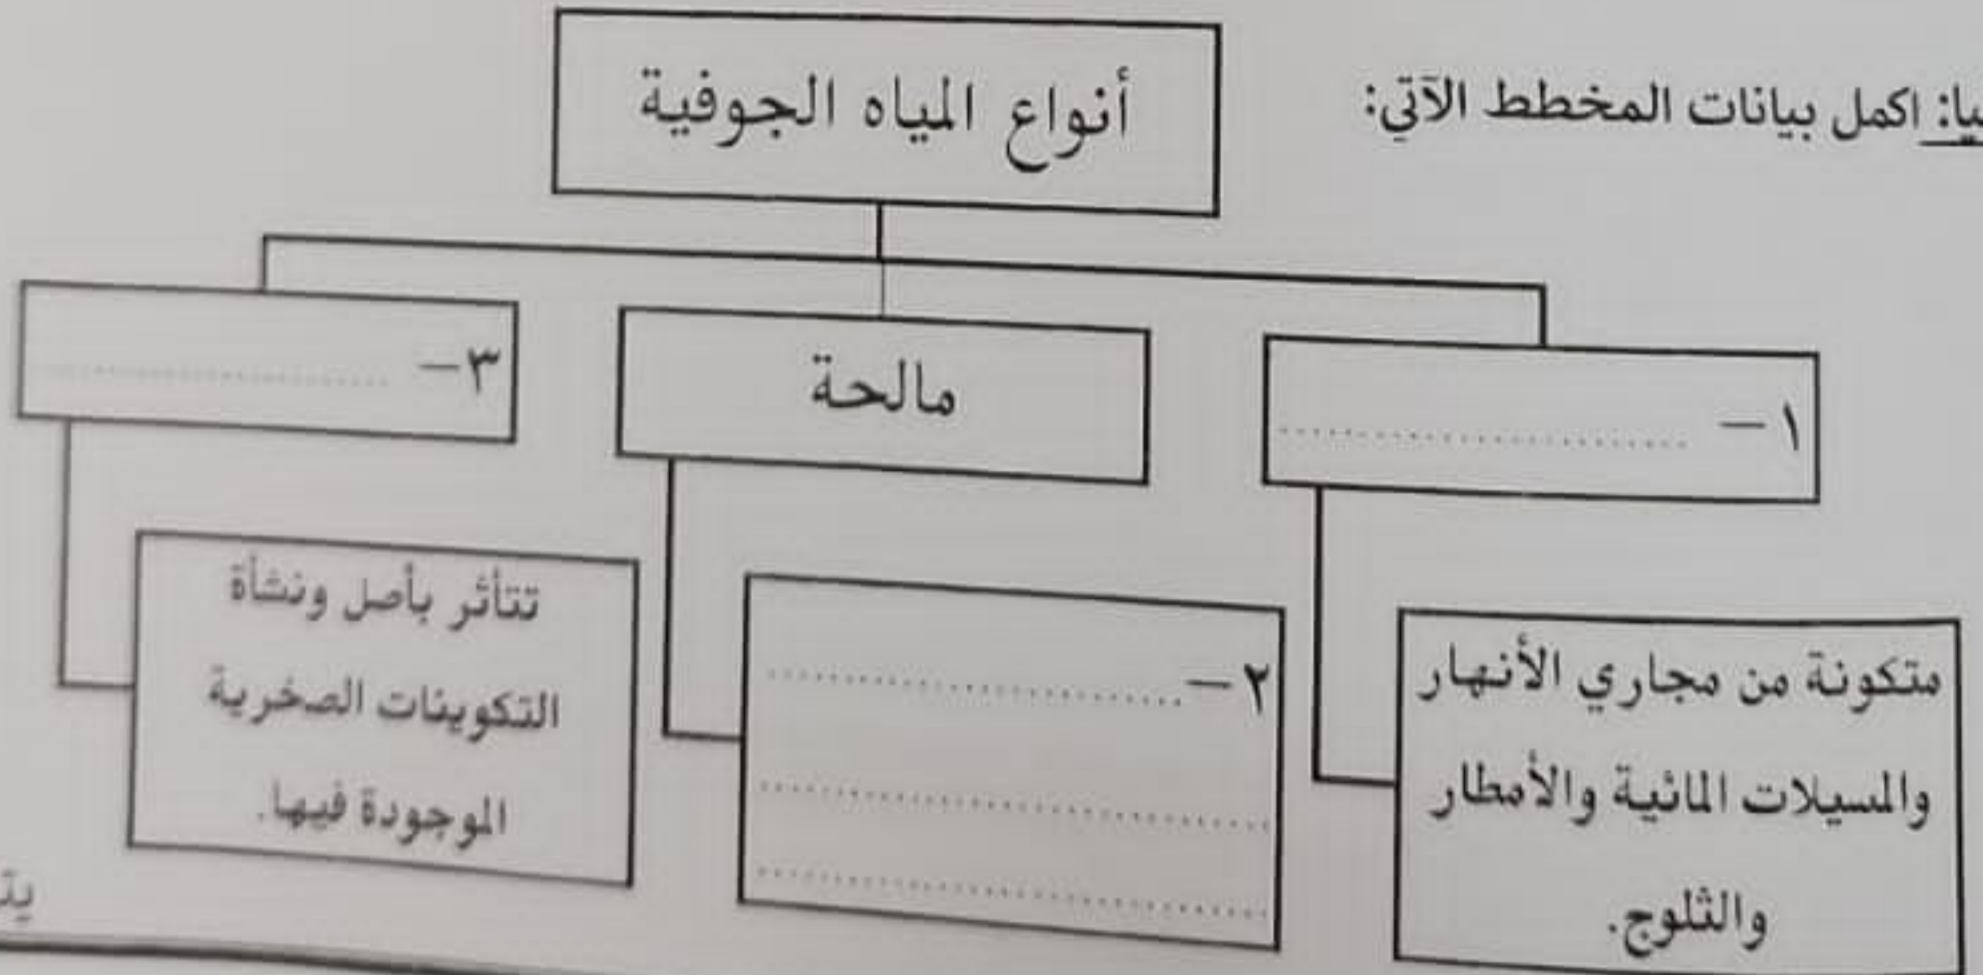 يا: اكمل بيانات المخطط الآتي:
أنواع المياه الجوفية
١- ........................
مالحة
٣- ........................
متكونة من مجاري الأنهار
والمسيلات المائية والأمطار
والثلوج.
٢- ........................
........................
........................
تتأثر بأصل ونشأة
التكوينات الصخرية
الموجودة فيها.